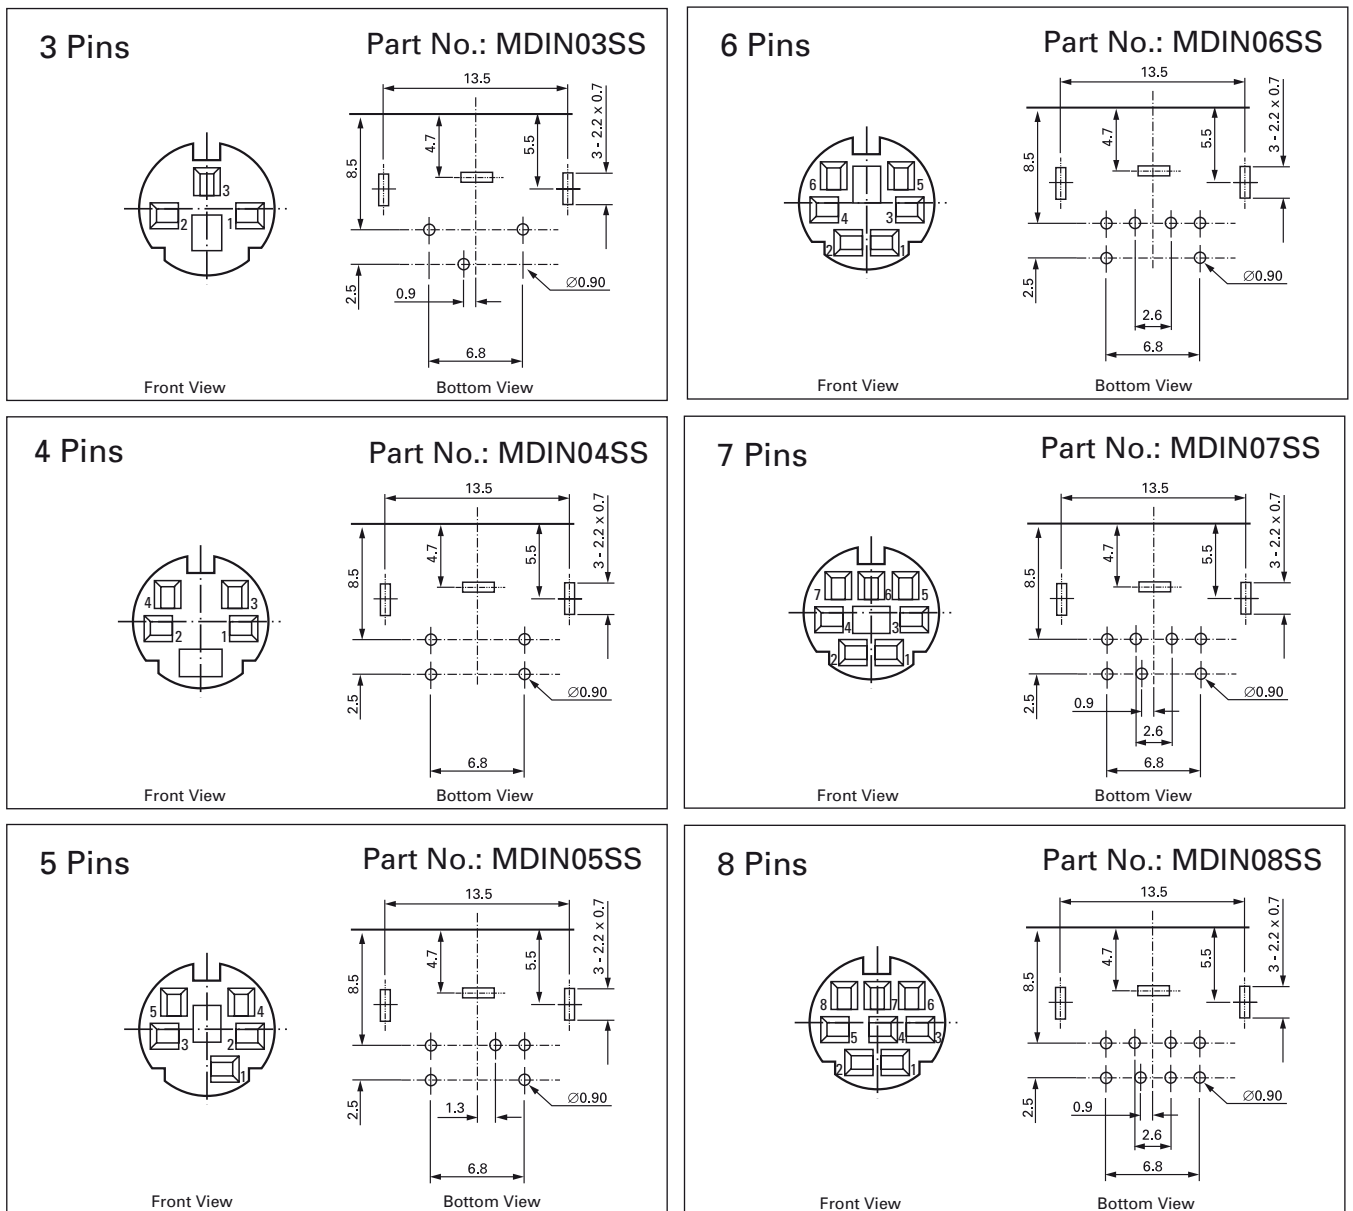 3 Pins
Part No.: MDIN03SS
13.5
8.5
4.7
5.5
3 - 2.2 x 0.7
3
2
1
2.5
0.9
∅0.90
6.8
Front View
Bottom View
6 Pins
Part No.: MDIN06SS
13.5
8.5
4.7
5.5
3 - 2.2 x 0.7
6
5
4
3
2
1
2.5
∅0.90
2.6
6.8
Front View
Bottom View
4 Pins
Part No.: MDIN04SS
13.5
8.5
4.7
5.5
3 - 2.2 x 0.7
4
3
2
1
2.5
∅0.90
6.8
Front View
Bottom View
7 Pins
Part No.: MDIN07SS
13.5
8.5
4.7
5.5
3 - 2.2 x 0.7
7
6
5
4
3
2
1
2.5
0.9
∅0.90
2.6
6.8
Front View
Bottom View
5 Pins
Part No.: MDIN05SS
13.5
8.5
4.7
5.5
3 - 2.2 x 0.7
5
4
3
2
1
2.5
1.3
∅0.90
6.8
Front View
Bottom View
8 Pins
Part No.: MDIN08SS
13.5
8.5
4.7
5.5
3 - 2.2 x 0.7
8
7
6
5
4
3
2
1
2.5
0.9
∅0.90
2.6
6.8
Front View
Bottom View